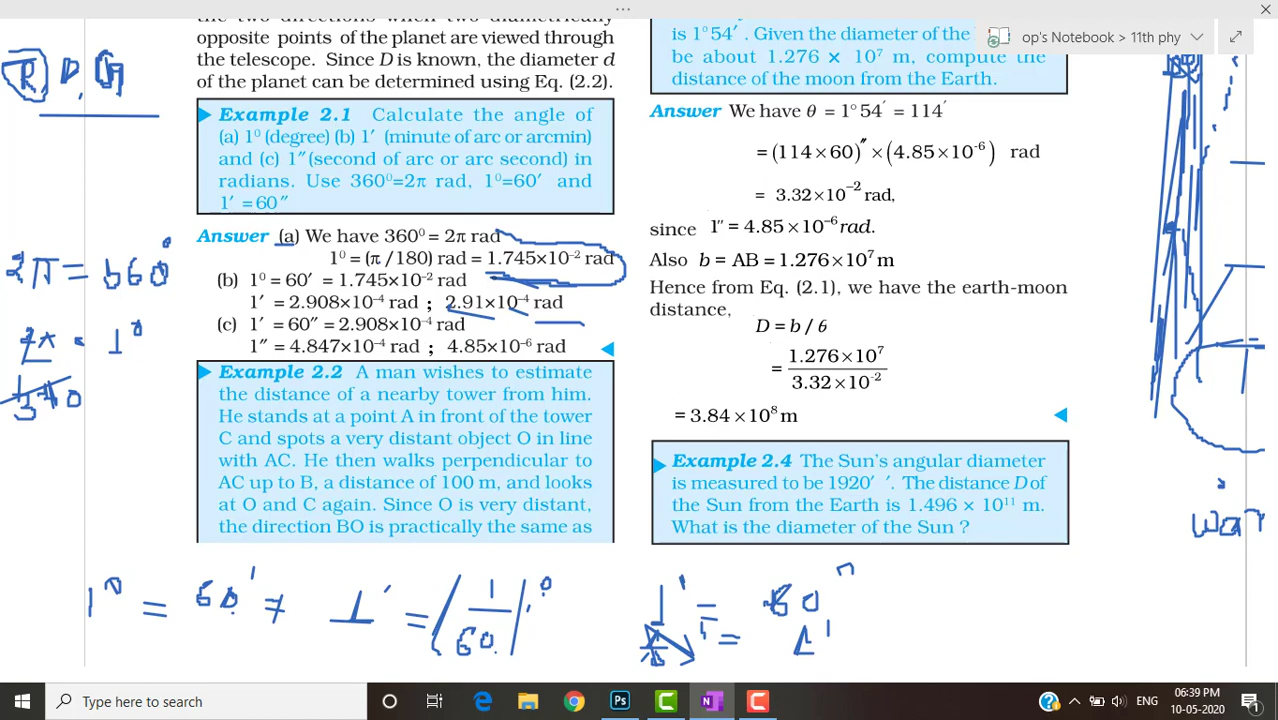 op's Notebook > 11th phy
the two directions when two diametrically
opposite points of the planet are viewed through
the telescope. Since D is known, the diameter d
of the planet can be determined using Eq. (2.2).
Example 2.1 Calculate the angle of
(a) 1⁰ (degree) (b) 1′ (minute of arc or arcmin)
and (c) 1″(second of arc or arc second) in
radians. Use 360⁰=2π rad, 1⁰=60′ and
1′ =60″
Answer (a) We have 360⁰ = 2π rad
1⁰ = (π /180) rad = 1.745×10⁻² rad
(b) 1⁰ = 60′ = 1.745×10⁻² rad
1′ = 2.908×10⁻⁴ rad ; 2.91×10⁻⁴ rad
(c) 1′ = 60″ = 2.908×10⁻⁴ rad
1″ = 4.847×10⁻⁴ rad ; 4.85×10⁻⁶ rad
Example 2.2 A man wishes to estimate
the distance of a nearby tower from him.
He stands at a point A in front of the tower
C and spots a very distant object O in line
with AC. He then walks perpendicular to
AC up to B, a distance of 100 m, and looks
at O and C again. Since O is very distant,
the direction BO is practically the same as
is 1°54′ . Given the diameter of the
be about 1.276 × 10⁷ m, compute the
distance of the moon from the Earth.
Answer We have θ = 1° 54′ = 114′
= (114×60)″ × (4.85×10⁻⁶) rad
= 3.32×10⁻² rad,
since 1″ = 4.85×10⁻⁶ rad.
Also b = AB = 1.276×10⁷ m
Hence from Eq. (2.1), we have the earth-moon
distance,
D = b / θ
= 1.276×10⁷
3.32×10⁻²
= 3.84×10⁸ m
Example 2.4 The Sun's angular diameter
is measured to be 1920′ ′. The distance D of
the Sun from the Earth is 1.496 × 10¹¹ m.
What is the diameter of the Sun ?
2π = 360°
1° = 60′
1′ = (1/60)°
1′ = 60″
Type here to search
ENG
06:39 PM
10-05-2020